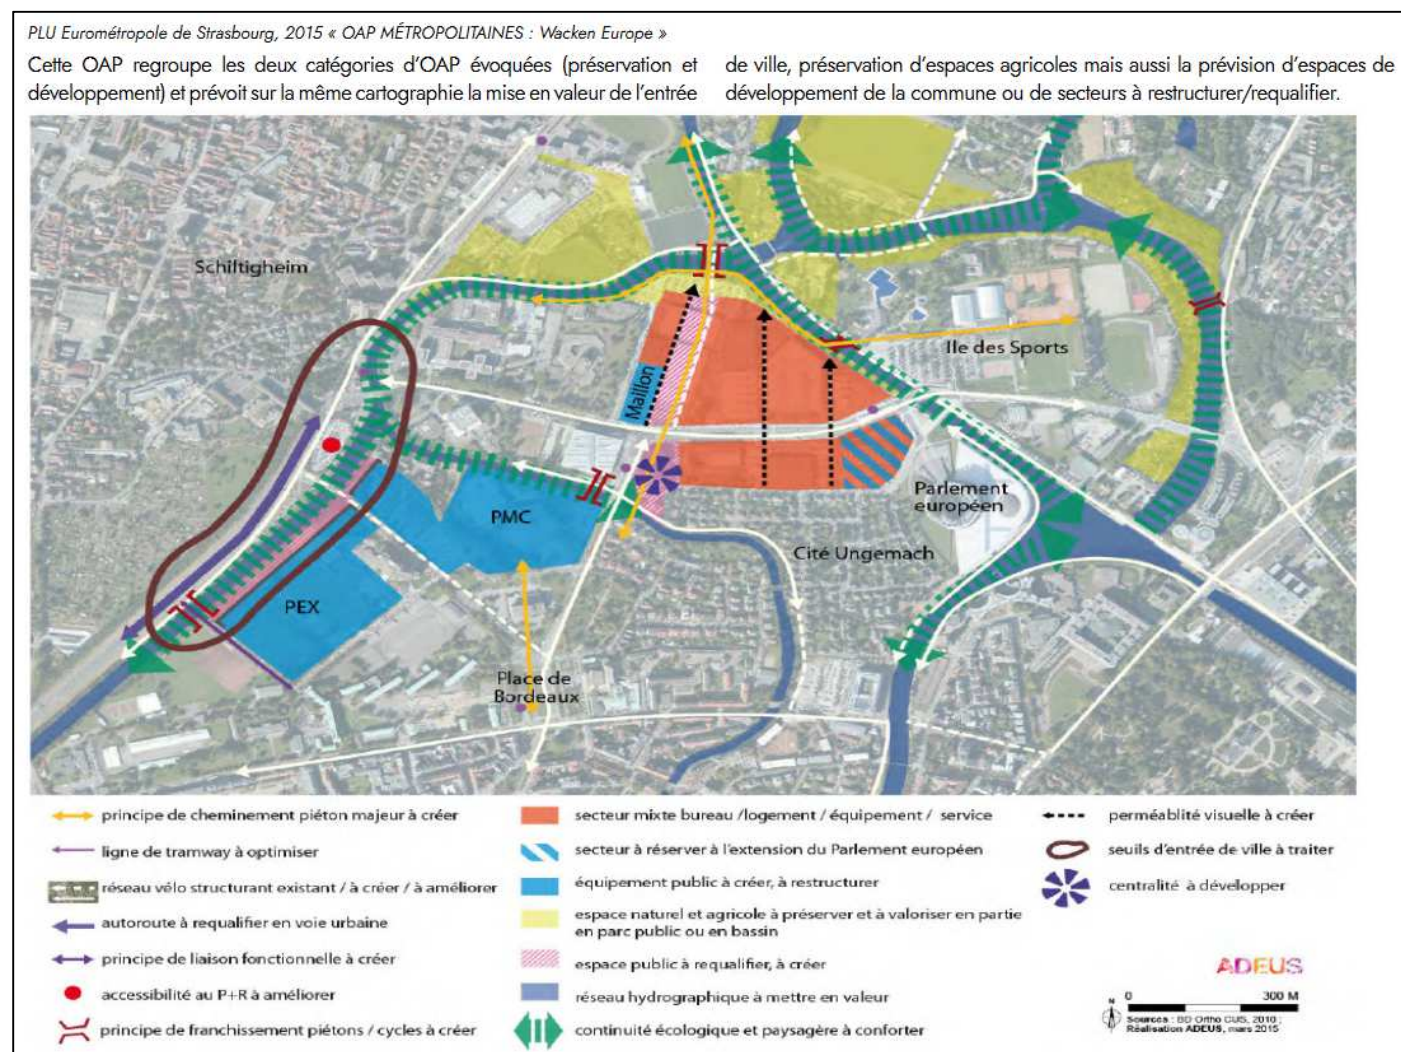 PLU Eurométropole de Strasbourg, 2015 « OAP MÉTROPOLITAINES : Wacken Europe »
Cette OAP regroupe les deux catégories d'OAP évoquées (préservation et
développement) et prévoit sur la même cartographie la mise en valeur de l'entrée
de ville, préservation d'espaces agricoles mais aussi la prévision d'espaces de
développement de la commune ou de secteurs à restructurer/requalifier.
Schiftigheim
Ile des Sports
Maillon
Parlement
européen
PMC
Cité Ungemach
PEX
Place de
Bordeaux
principe de cheminement piéton majeur à créer
ligne de tramway à optimiser
réseau vélo structurant existant / à créer / à améliorer
autoroute à requalifier en voie urbaine
principe de liaison fonctionnelle à créer
accessibilité au P+R à améliorer
principe de franchissement piétons / cycles à créer
secteur mixte bureau /logement / équipement / service
secteur à réserver à l'extension du Parlement européen
équipement public à créer, à restructurer
espace naturel et agricole à préserver et à valoriser en partie
en parc public ou en bassin
espace public à requalifier, à créer
réseau hydrographique à mettre en valeur
continuité écologique et paysagère à conforter
perméablité visuelle à créer
seuils d'entrée de ville à traiter
centralité à développer
ADEUS
N
0 300 M
Sources : BD Ortho CUS, 2010 ;
Réalisation ADEUS, mars 2015